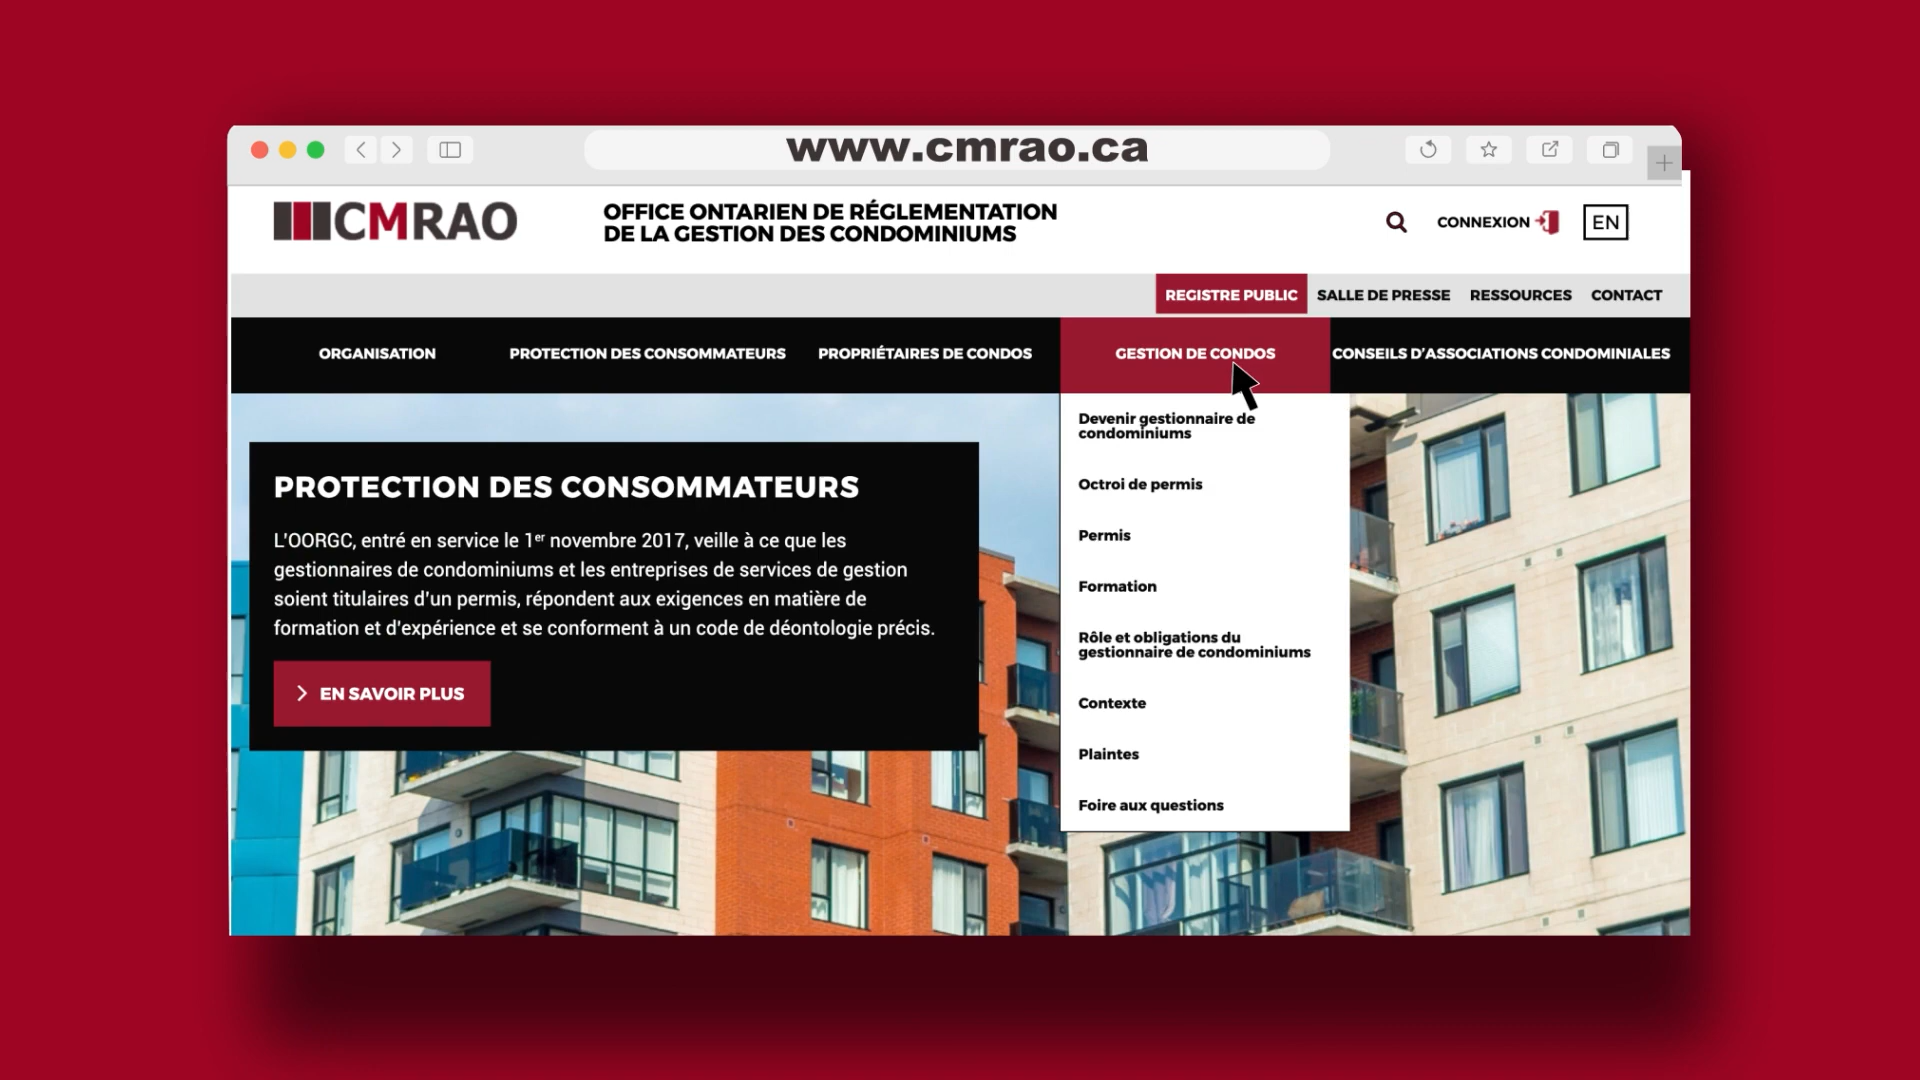 www.cmrao.ca
CMRAO
OFFICE ONTARIEN DE RÉGLEMENTATION
DE LA GESTION DES CONDOMINIUMS
CONNEXION
EN
REGISTRE PUBLIC
SALLE DE PRESSE
RESSOURCES
CONTACT
ORGANISATION
PROTECTION DES CONSOMMATEURS
PROPRIÉTAIRES DE CONDOS
GESTION DE CONDOS
CONSEILS D'ASSOCIATIONS CONDOMINIALES
PROTECTION DES CONSOMMATEURS
L'OORGC, entré en service le 1er novembre 2017, veille à ce que les
gestionnaires de condominiums et les entreprises de services de gestion
soient titulaires d'un permis, répondent aux exigences en matière de
formation et d'expérience et se conforment à un code de déontologie précis.
EN SAVOIR PLUS
Devenir gestionnaire de
condominiums
Octroi de permis
Permis
Formation
Rôle et obligations du
gestionnaire de condominiums
Contexte
Plaintes
Foire aux questions